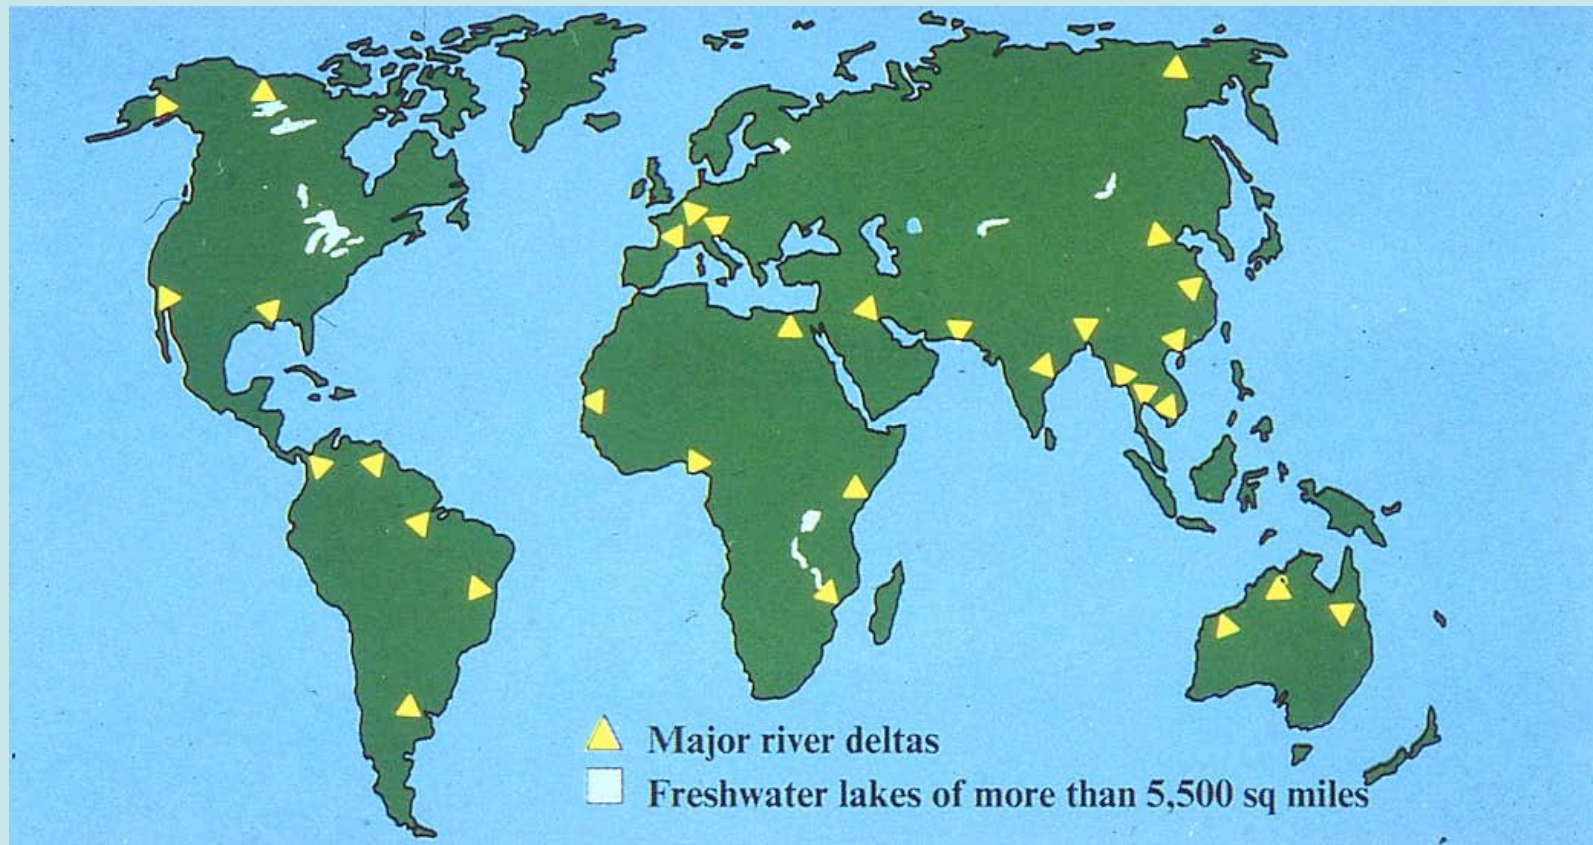 Major river deltas
Freshwater lakes of more than 5,500 sq miles